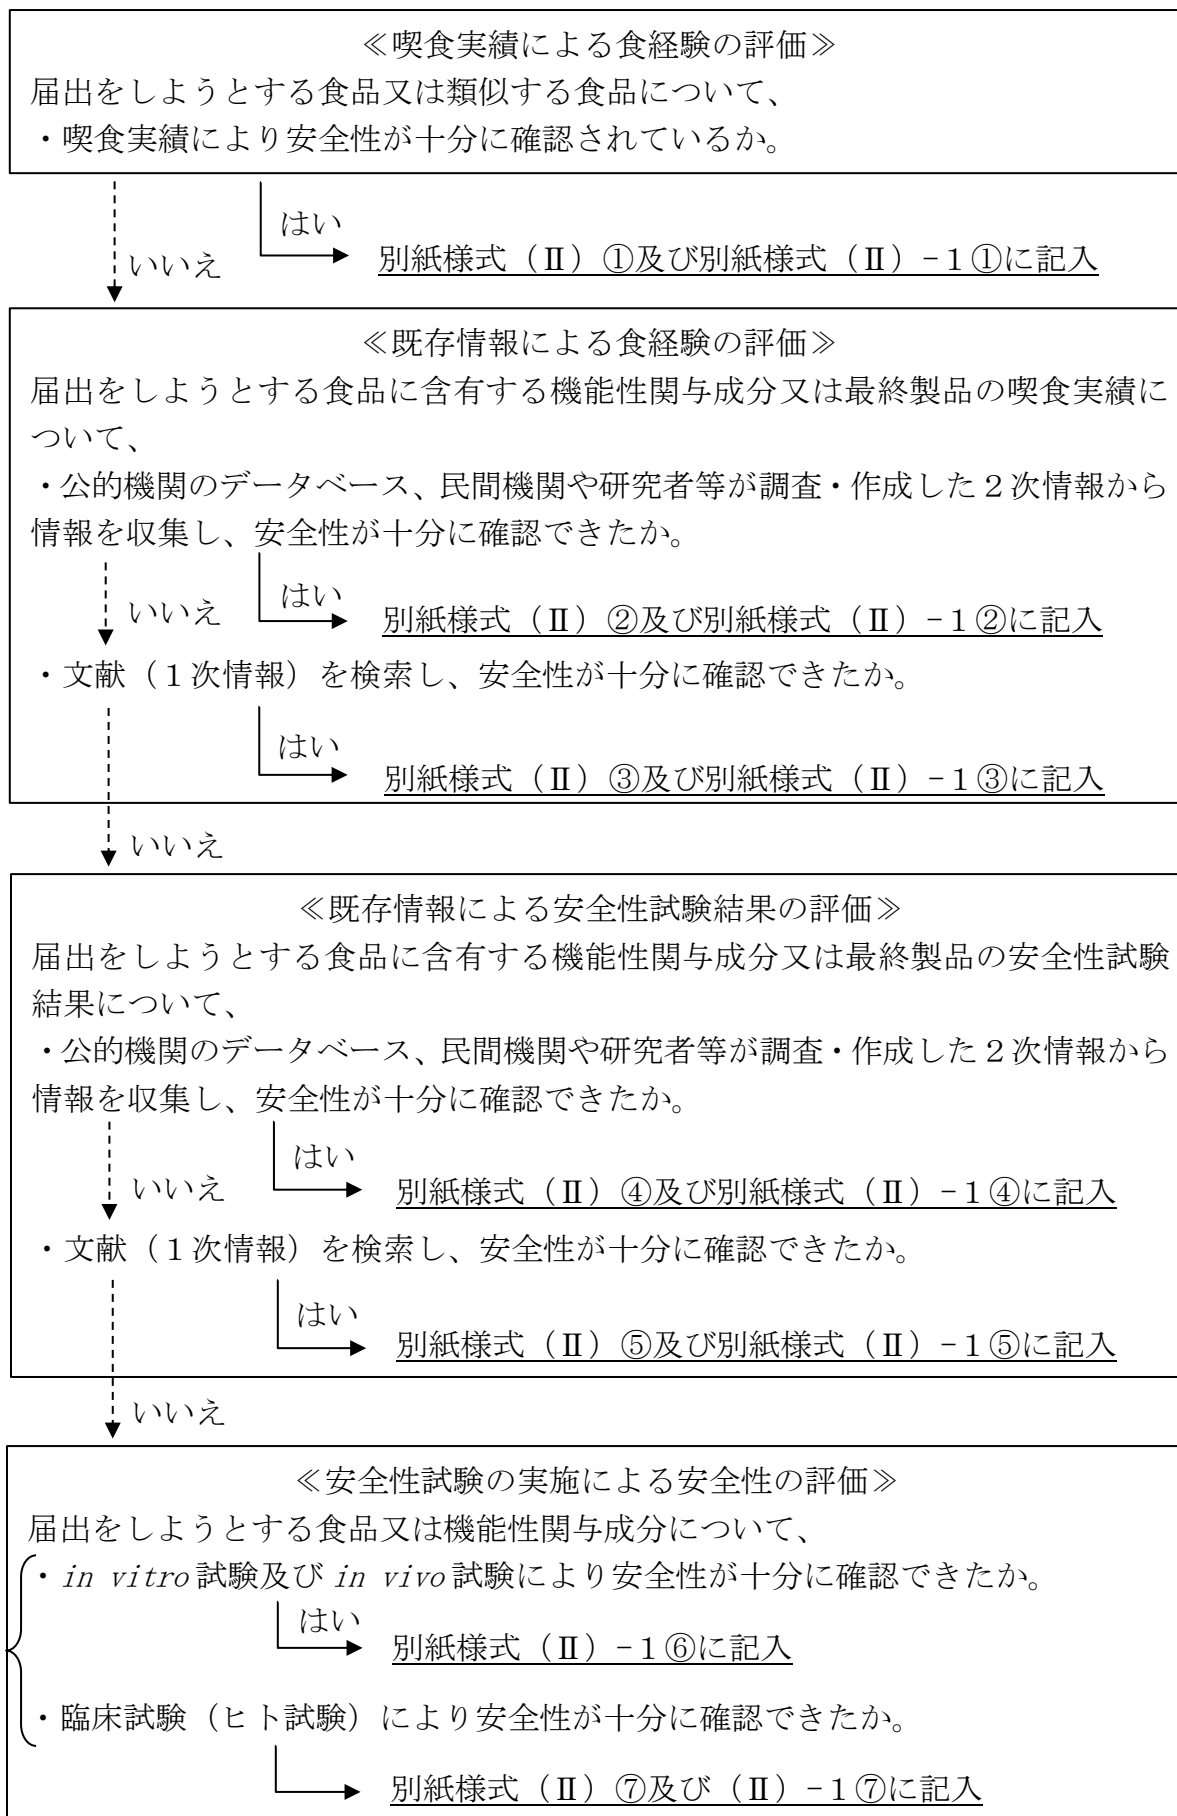 ≪喫食実績による食経験の評価≫
届出をしようとする食品又は類似する食品について、
・喫食実績により安全性が十分に確認されているか。
はい
いいえ
別紙様式（Ⅱ）①及び別紙様式（Ⅱ）-１①に記入
≪既存情報による食経験の評価≫
届出をしようとする食品に含有する機能性関与成分又は最終製品の喫食実績に
ついて、
・公的機関のデータベース、民間機関や研究者等が調査・作成した２次情報から
情報を収集し、安全性が十分に確認できたか。
いいえ
はい
別紙様式（Ⅱ）②及び別紙様式（Ⅱ）-１②に記入
・文献（１次情報）を検索し、安全性が十分に確認できたか。
はい
別紙様式（Ⅱ）③及び別紙様式（Ⅱ）-１③に記入
いいえ
≪既存情報による安全性試験結果の評価≫
届出をしようとする食品に含有する機能性関与成分又は最終製品の安全性試験
結果について、
・公的機関のデータベース、民間機関や研究者等が調査・作成した２次情報から
情報を収集し、安全性が十分に確認できたか。
はい
いいえ
別紙様式（Ⅱ）④及び別紙様式（Ⅱ）-１④に記入
・文献（１次情報）を検索し、安全性が十分に確認できたか。
はい
別紙様式（Ⅱ）⑤及び別紙様式（Ⅱ）-１⑤に記入
いいえ
≪安全性試験の実施による安全性の評価≫
届出をしようとする食品又は機能性関与成分について、
・in vitro 試験及び in vivo 試験により安全性が十分に確認できたか。
はい
別紙様式（Ⅱ）-１⑥に記入
・臨床試験（ヒト試験）により安全性が十分に確認できたか。
別紙様式（Ⅱ）⑦及び（Ⅱ）-１⑦に記入